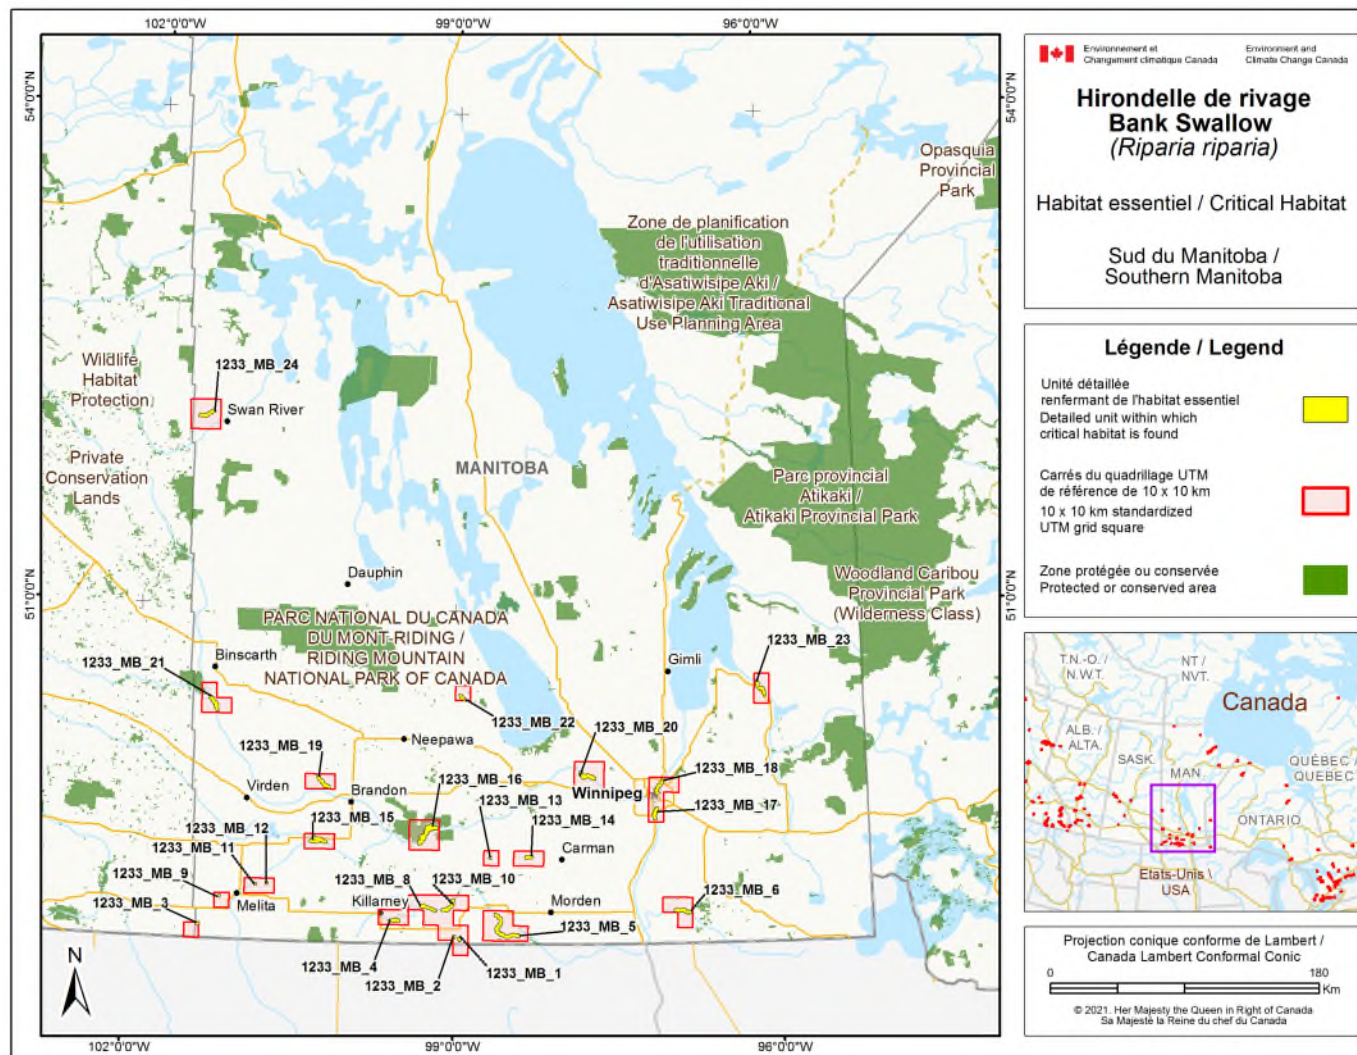 102°0'0"W
99°0'0"W
96°0'0"W
54°0'0"N
54°0'0"N
51°0'0"N
51°0'0"N
102°0'0"W
99°0'0"W
96°0'0"W
Opasquia
Provincial
Park
Zone de planification
de l'utilisation
traditionnelle
d'Asatiwisipe Aki /
Asatiwisipe Aki Traditional
Use Planning Area
Wildlife
Habitat
Protection
1233_MB_24
Swan River
Private
Conservation
Lands
MANITOBA
Parc provincial
Atikaki /
Atikaki Provincial Park
Dauphin
Woodland Caribou
Provincial Park
(Wilderness Class)
PARC NATIONAL DU CANADA
DU MONT-RIDING /
RIDING MOUNTAIN
NATIONAL PARK OF CANADA
1233_MB_23
Binscarth
Gimli
1233_MB_21
1233_MB_22
1233_MB_20
Neepawa
1233_MB_19
1233_MB_18
1233_MB_16
Virden
Brandon
Winnipeg
1233_MB_13
1233_MB_17
1233_MB_15
1233_MB_14
1233_MB_12
1233_MB_11
Carman
1233_MB_9
1233_MB_8
1233_MB_10
1233_MB_6
Melita
Killarney
Morden
1233_MB_3
1233_MB_5
1233_MB_4
1233_MB_1
1233_MB_2
N
Environnement et
Changement climatique Canada
Environment and
Climate Change Canada
Hirondelle de rivage
Bank Swallow
(Riparia riparia)
Habitat essentiel / Critical Habitat
Sud du Manitoba /
Southern Manitoba
Légende / Legend
Unité détaillée
renfermant de l'habitat essentiel
Detailed unit within which
critical habitat is found
Carrés du quadrillage UTM
de référence de 10 x 10 km
10 x 10 km standardized
UTM grid square
Zone protégée ou conservée
Protected or conserved area
T.N.-O. /
N.W.T.
NT /
NVT.
Canada
ALB. /
ALTA.
SASK.
MAN.
QUÉBEC /
QUEBEC
ONTARIO
Etats-Unis \
USA
Projection conique conforme de Lambert /
Canada Lambert Conformal Conic
0
180
Km
© 2021. Her Majesty the Queen in Right of Canada
Sa Majesté la Reine du chef du Canada